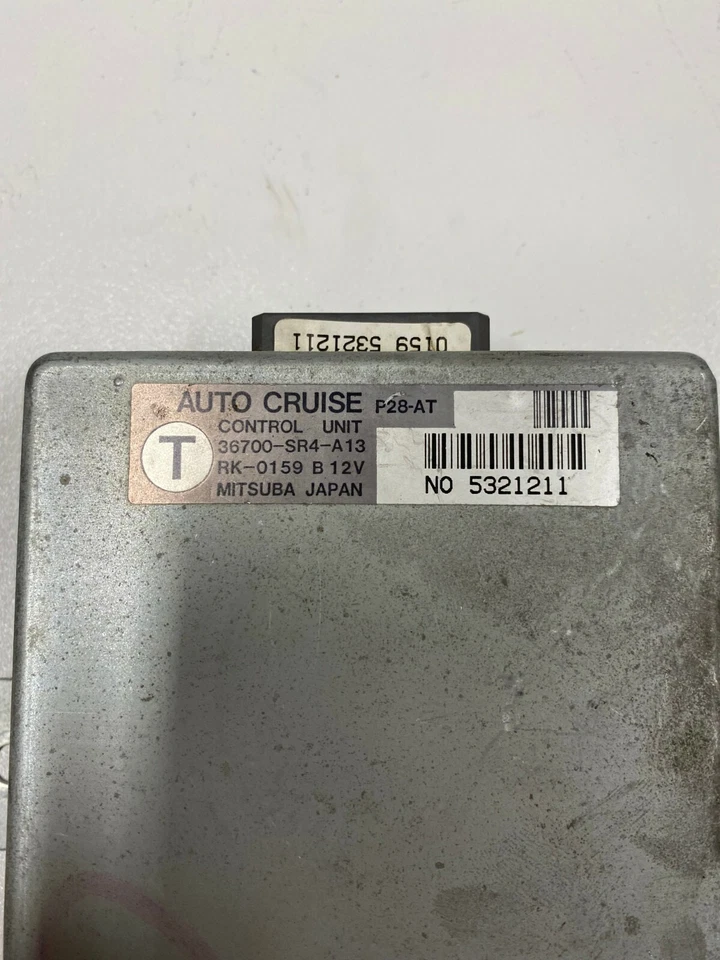 0159 5321211
AUTO CRUISE P28-AT
CONTROL UNIT
T
36700-SR4-A13
RK-0159 B 12V
MITSUBA JAPAN
NO 5321211